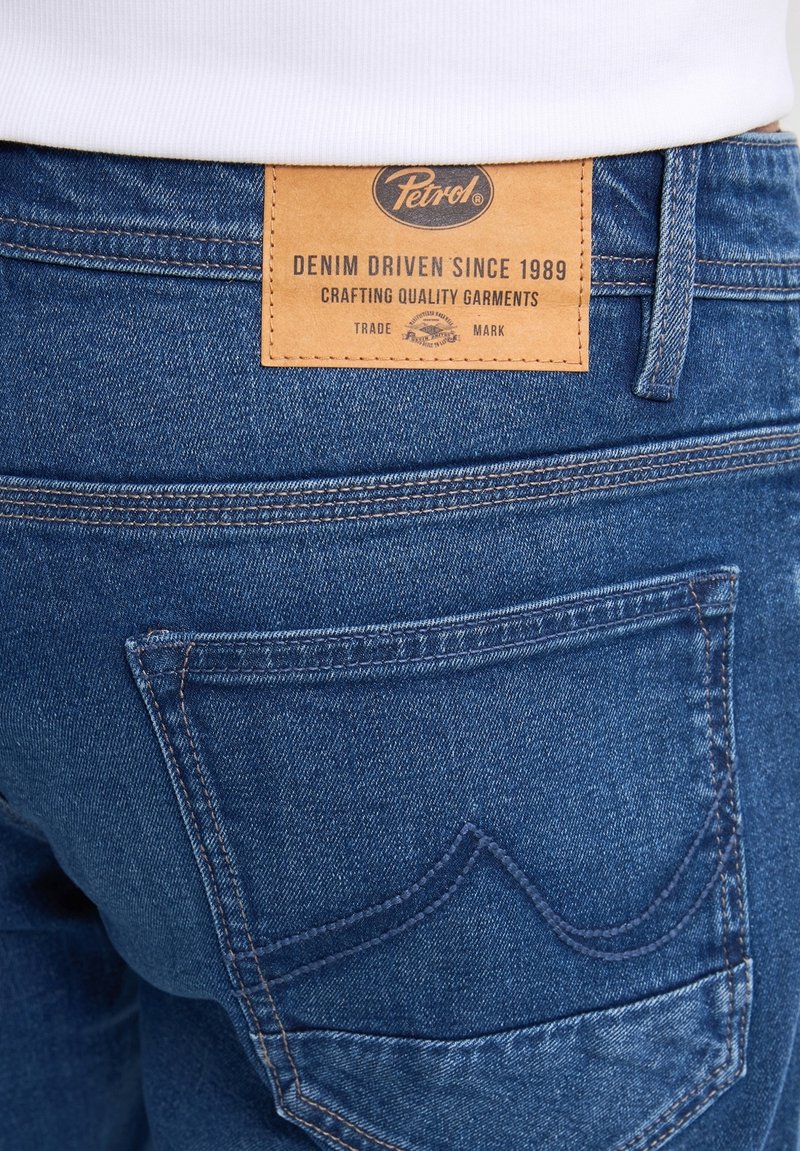 Petrol®
DENIM DRIVEN SINCE 1989
CRAFTING QUALITY GARMENTS
TRADE MARK